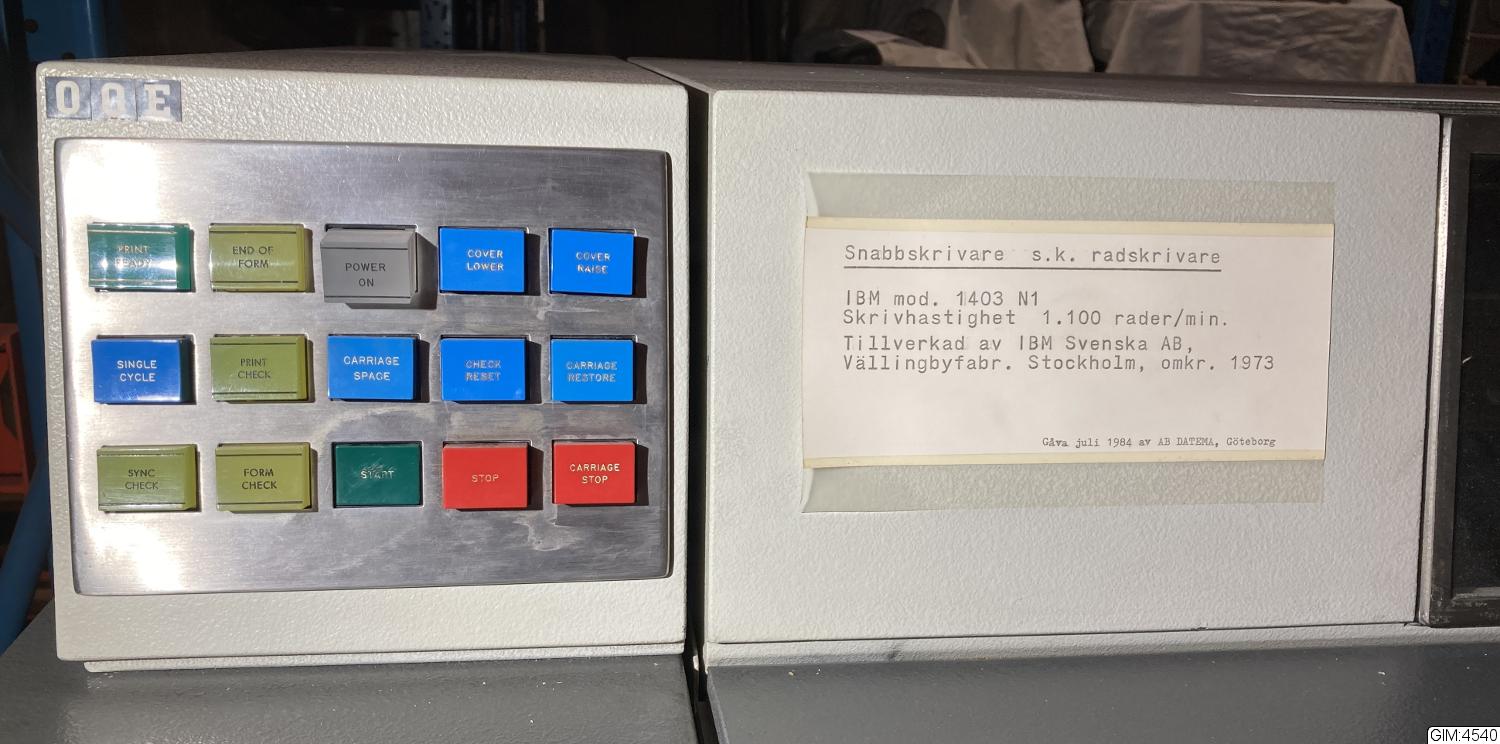 OQE
PRINT
READY
END OF
FORM
POWER
ON
COVER
LOWER
COVER
RAISE
SINGLE
CYCLE
PRINT
CHECK
CARRIAGE
SPACE
CHECK
RESET
CARRIAGE
RESTORE
SYNC
CHECK
FORM
CHECK
START
STOP
CARRIAGE
STOP
Snabbskrivare s.k. radskrivare
IBM mod. 1403 N1
Skrivhastighet 1.100 rader/min.
Tillverkad av IBM Svenska AB,
Vällingbyfabr. Stockholm, omkr. 1973
Gåva juli 1984 av AB DATEMA, Göteborg
GIM:4540